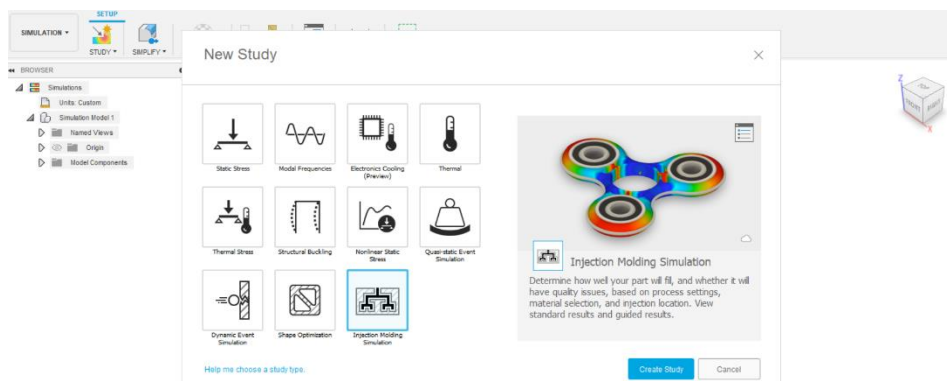 SETUP
SIMULATION ▾
STUDY ▾
SIMPLIFY ▾
BROWSER
Simulations
Units: Custom
Simulation Model 1
Named Views
Origin
Model Components
New Study
Static Stress
Modal Frequencies
Electronics Cooling
(Preview)
Thermal
Thermal Stress
Structural Buckling
Nonlinear Static
Stress
Quasi-static Event
Simulation
Dynamic Event
Simulation
Shape Optimization
Injection Molding
Simulation
Injection Molding Simulation
Determine how well your part will fill, and whether it will
have quality issues, based on process settings,
material selection, and injection location. View
standard results and guided results.
Help me choose a study type.
Create Study
Cancel
Z
TOP
FRONT
RIGHT
X